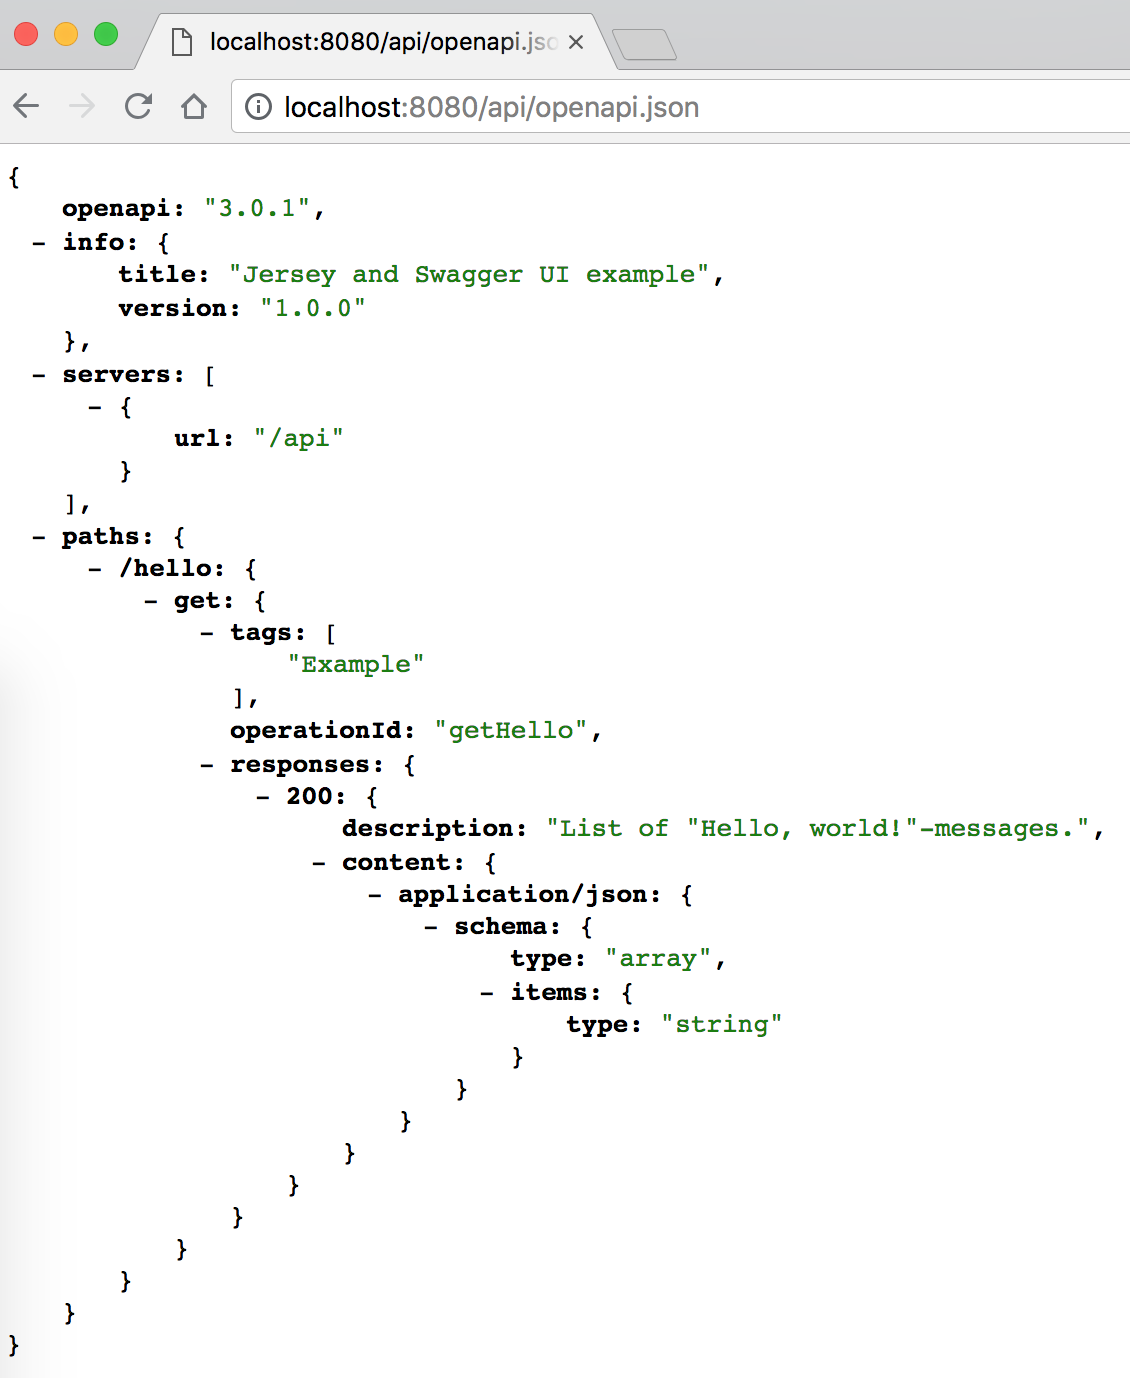 localhost:8080/api/openapi.jso
localhost:8080/api/openapi.json
{
openapi: "3.0.1",
- info: {
title: "Jersey and Swagger UI example",
version: "1.0.0"
},
- servers: [
- {
url: "/api"
}
],
- paths: {
- /hello: {
- get: {
- tags: [
"Example"
],
operationId: "getHello",
- responses: {
- 200: {
description: "List of "Hello, world!"-messages.",
- content: {
- application/json: {
- schema: {
type: "array",
- items: {
type: "string"
}
}
}
}
}
}
}
}
}
}